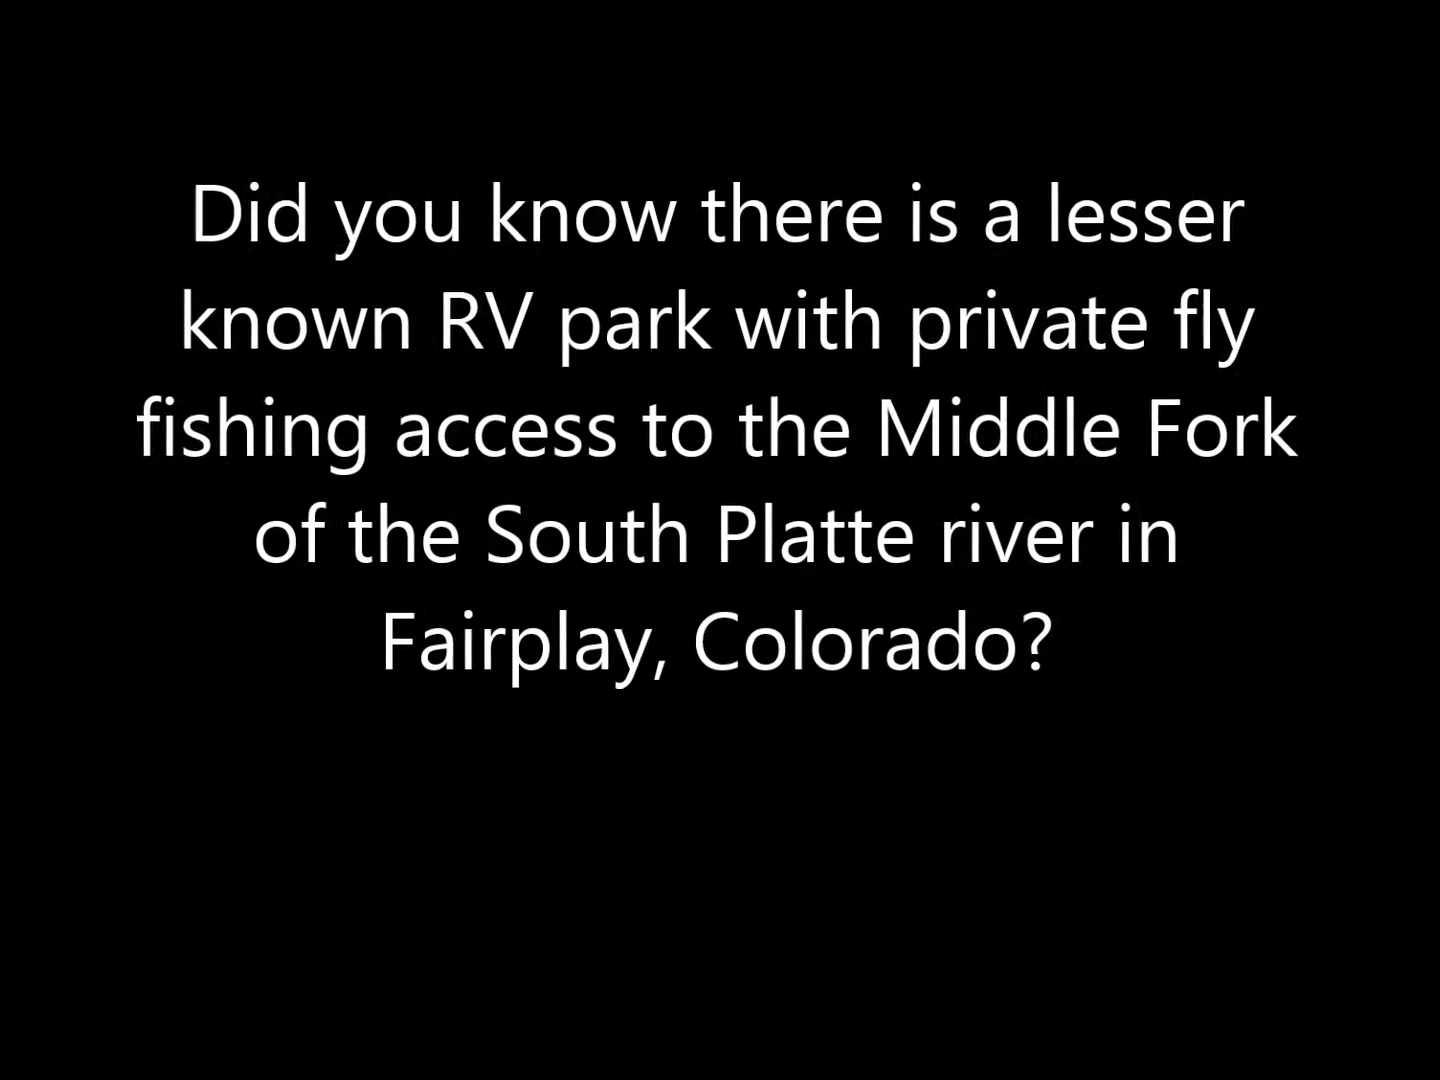 Did you know there is a lesser
known RV park with private fly
fishing access to the Middle Fork
of the South Platte river in
Fairplay, Colorado?